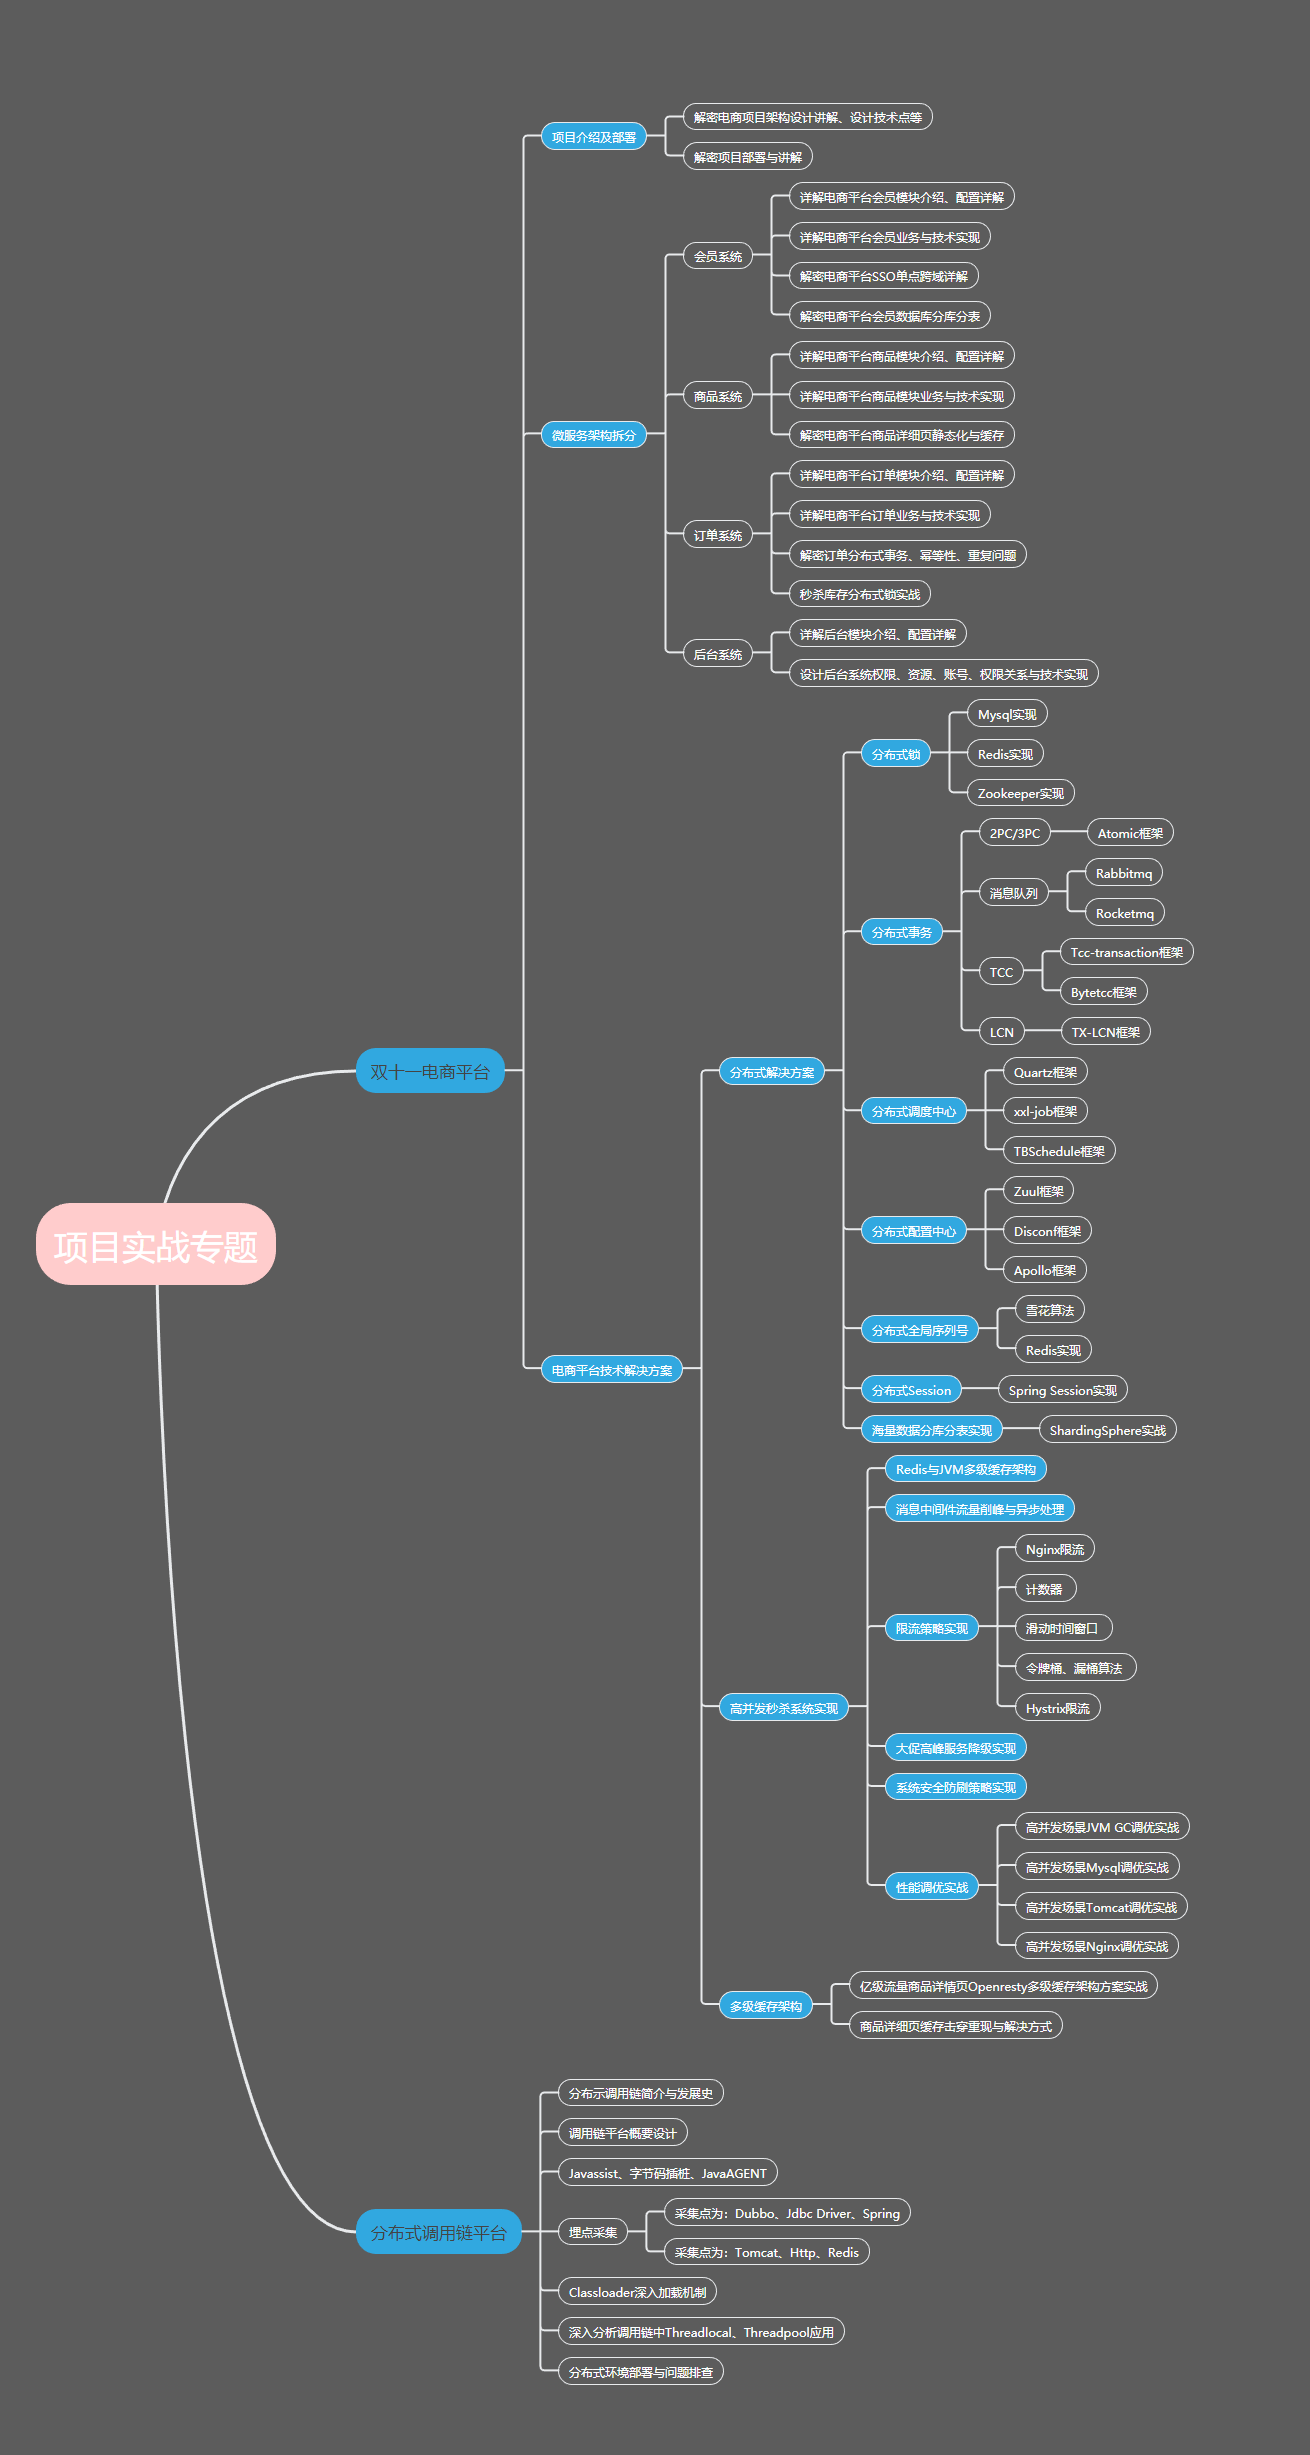 项目实战专题
双十一电商平台
项目介绍及部署
解密电商项目架构设计讲解、设计技术点等
解密项目部署与讲解
微服务架构拆分
会员系统
详解电商平台会员模块介绍、配置详解
详解电商平台会员业务与技术实现
解密电商平台SSO单点跨域详解
解密电商平台会员数据库分库分表
商品系统
详解电商平台商品模块介绍、配置详解
详解电商平台商品模块业务与技术实现
解密电商平台商品详细页静态化与缓存
订单系统
详解电商平台订单模块介绍、配置详解
详解电商平台订单业务与技术实现
解密订单分布式事务、幂等性、重复问题
秒杀库存分布式锁实战
后台系统
详解后台模块介绍、配置详解
设计后台系统权限、资源、账号、权限关系与技术实现
电商平台技术解决方案
分布式解决方案
分布式锁
Mysql实现
Redis实现
Zookeeper实现
分布式事务
2PC/3PC
Atomic框架
消息队列
Rabbitmq
Rocketmq
TCC
Tcc-transaction框架
Bytetcc框架
LCN
TX-LCN框架
分布式调度中心
Quartz框架
xxl-job框架
TBSchedule框架
分布式配置中心
Zuul框架
Disconf框架
Apollo框架
分布式全局序列号
雪花算法
Redis实现
分布式Session
Spring Session实现
海量数据分库分表实现
ShardingSphere实战
高并发秒杀系统实现
Redis与JVM多级缓存架构
消息中间件流量削峰与异步处理
限流策略实现
Nginx限流
计数器
滑动时间窗口
令牌桶、漏桶算法
Hystrix限流
大促高峰服务降级实现
系统安全防刷策略实现
性能调优实战
高并发场景JVM GC调优实战
高并发场景Mysql调优实战
高并发场景Tomcat调优实战
高并发场景Nginx调优实战
多级缓存架构
亿级流量商品详情页Openresty多级缓存架构方案实战
商品详细页缓存击穿重现与解决方式
分布式调用链平台
分布示调用链简介与发展史
调用链平台概要设计
Javassist、字节码插桩、JavaAGENT
埋点采集
采集点为：Dubbo、Jdbc Driver、Spring
采集点为：Tomcat、Http、Redis
Classloader深入加载机制
深入分析调用链中Threadlocal、Threadpool应用
分布式环境部署与问题排查